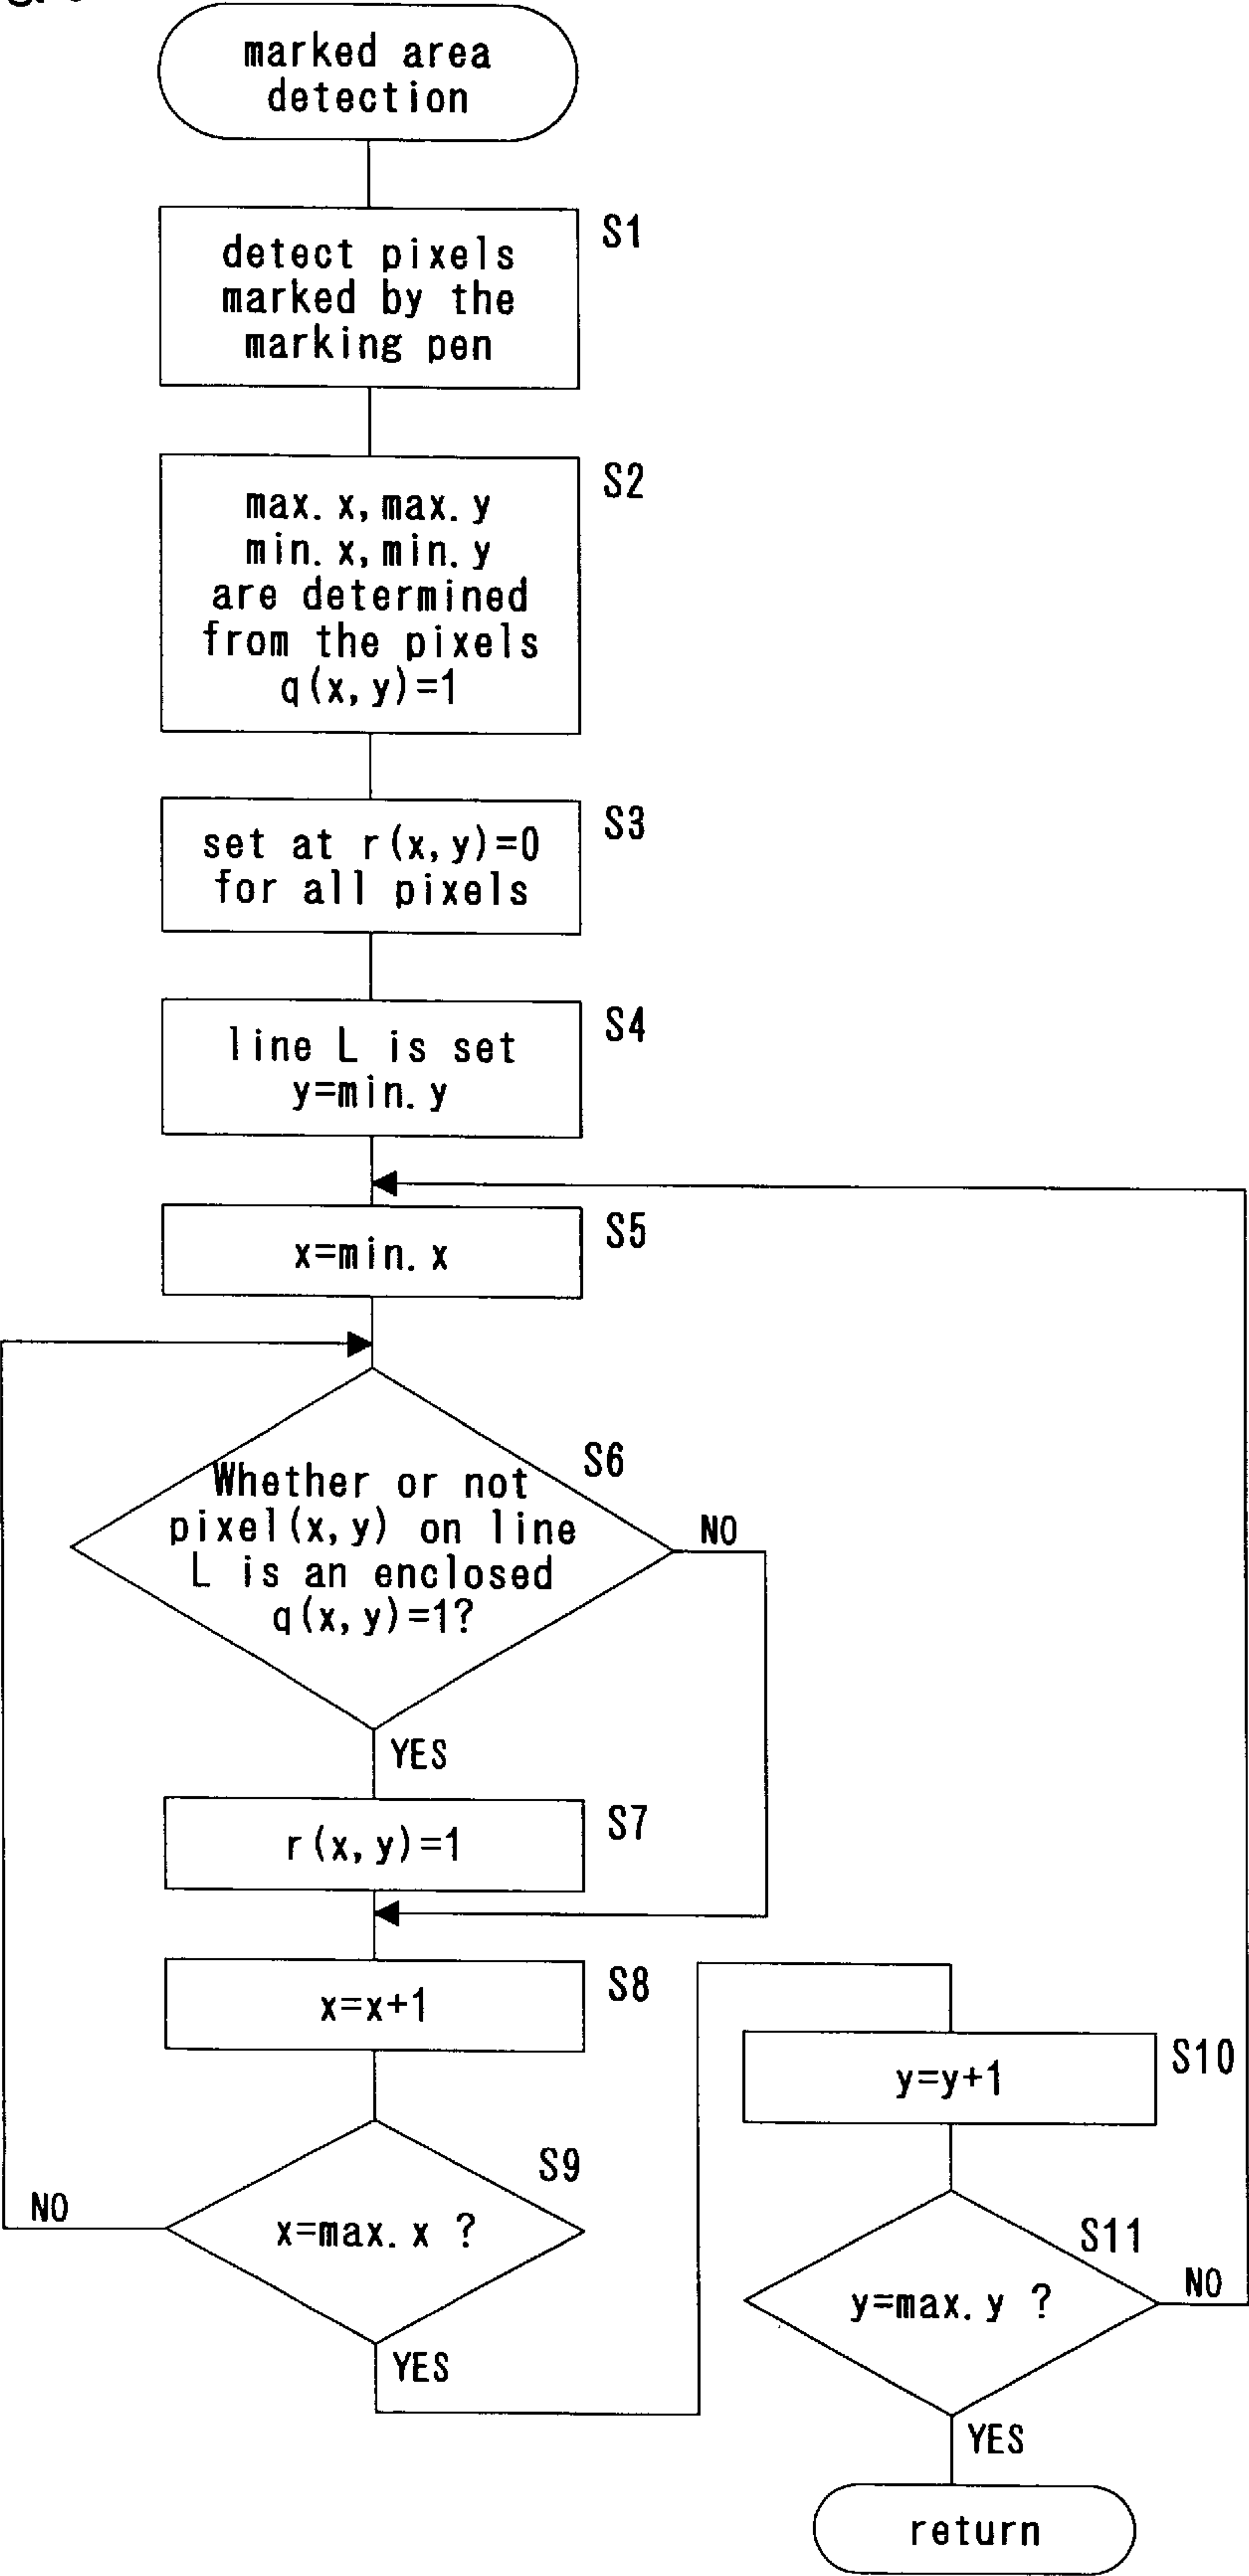 marked area
detection
S1
detect pixels
marked by the
marking pen
S2
max. x, max. y
min. x, min. y
are determined
from the pixels
q(x, y)=1
S3
set at r(x, y)=0
for all pixels
S4
line L is set
y=min. y
S5
x=min. x
S6
Whether or not
pixel(x, y) on line
L is an enclosed
q(x, y)=1?
NO
YES
S7
r(x, y)=1
S8
x=x+1
S9
x=max. x ?
NO
YES
S10
y=y+1
S11
y=max. y ?
NO
YES
return